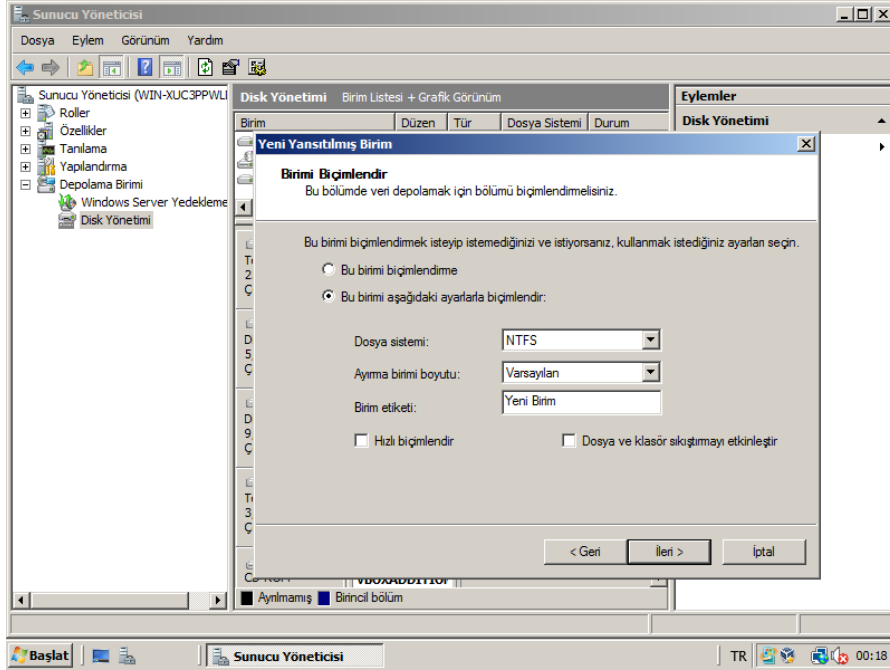 Sunucu Yöneticisi
Dosya Eylem Görünüm Yardım
Sunucu Yöneticisi (WIN-XUC3PPWLI
Roller
Özellikler
Tanılama
Yapılandırma
Depolama Birimi
Windows Server Yedekleme
Disk Yönetimi
Disk Yönetimi Birim Listesi + Grafik Görünüm
Birim Düzen Tür Dosya Sistemi Durum
Eylemler
Disk Yönetimi
Yeni Yansıtılmış Birim
Birimi Biçimlendir
Bu bölümde veri depolamak için bölümü biçimlendirmelisiniz.
Bu birimi biçimlendirmek isteyip istemediğinizi ve istiyorsanız, kullanmak istediğiniz ayarları seçin.
Bu birimi biçimlendirme
Bu birimi aşağıdaki ayarlarla biçimlendir:
Dosya sistemi: NTFS
Ayırma birimi boyutu: Varsayılan
Birim etiketi: Yeni Birim
Hızlı biçimlendir Dosya ve klasör sıkıştırmayı etkinleştir
< Geri İleri > İptal
Ayrılmamış Birincil bölüm
Başlat Sunucu Yöneticisi TR 00:18